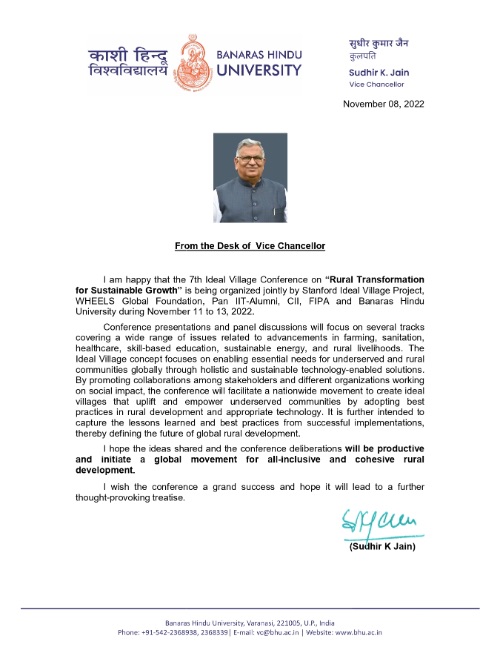 काशी हिन्दू
विश्वविद्यालय
BANARAS HINDU
UNIVERSITY
सुधीर कुमार जैन
कुलपति
Sudhir K. Jain
Vice Chancellor
November 08, 2022
From the Desk of Vice Chancellor
I am happy that the 7th Ideal Village Conference on “Rural Transformation
for Sustainable Growth” is being organized jointly by Stanford Ideal Village Project,
WHEELS Global Foundation, Pan IIT-Alumni, CII, FIPA and Banaras Hindu
University during November 11 to 13, 2022.
Conference presentations and panel discussions will focus on several tracks
covering a wide range of issues related to advancements in farming, sanitation,
healthcare, skill-based education, sustainable energy, and rural livelihoods. The
Ideal Village concept focuses on enabling essential needs for underserved and rural
communities globally through holistic and sustainable technology-enabled solutions.
By promoting collaborations among stakeholders and different organizations working
on social impact, the conference will facilitate a nationwide movement to create ideal
villages that uplift and empower underserved communities by adopting best
practices in rural development and appropriate technology. It is further intended to
capture the lessons learned and best practices from successful implementations,
thereby defining the future of global rural development.
I hope the ideas shared and the conference deliberations will be productive
and initiate a global movement for all-inclusive and cohesive rural
development.
I wish the conference a grand success and hope it will lead to a further
thought-provoking treatise.
(Sudhir K Jain)
Banaras Hindu University, Varanasi, 221005, U.P., India
Phone: +91-542-2368938, 2368339| E-mail: vc@bhu.ac.in | Website: www.bhu.ac.in